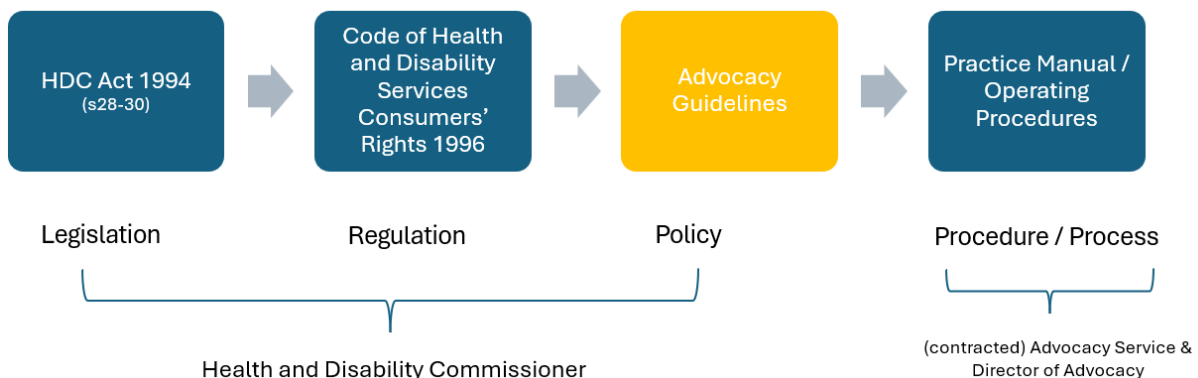 HDC Act 1994
(s28-30)
Code of Health
and Disability
Services
Consumers’
Rights 1996
Advocacy
Guidelines
Practice Manual /
Operating
Procedures
Legislation
Regulation
Policy
Procedure / Process
Health and Disability Commissioner
(contracted) Advocacy Service &
Director of Advocacy